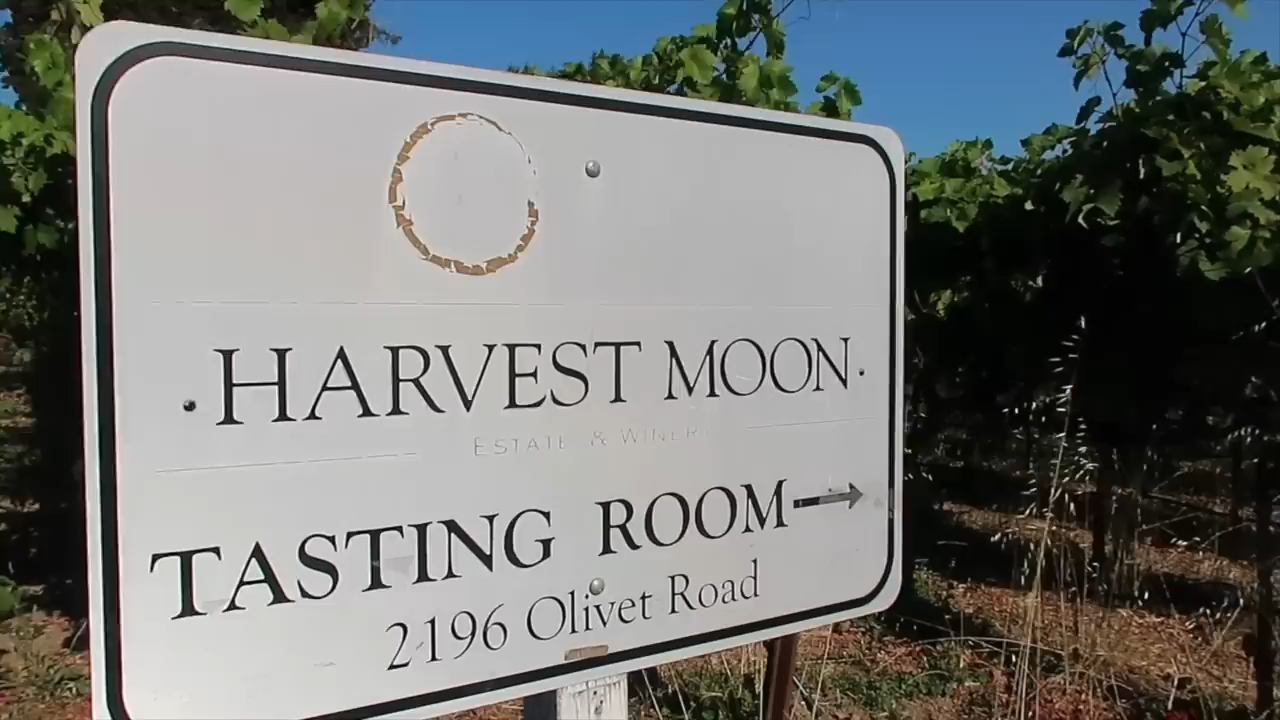 HARVEST MOON
ESTATE & WINERY
TASTING ROOM
2196 Olivet Road